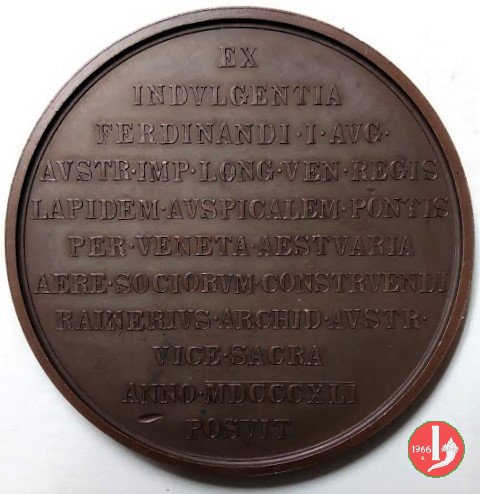 EX
INDVLGENTIA
FERDINANDI·I·AVG·
AVSTR·IMP·LONG·VEN·REGIS
LAPIDEM·AVSPICALEM·PONTIS
PER·VENETA·AESTVARIA
AERE·SOCIORVM·CONSTRVENDI
RAINERIVS·ARCHID·AVSTR·
VICE·SACRA
ANNO·MDCCCXLI
POSVIT
1966